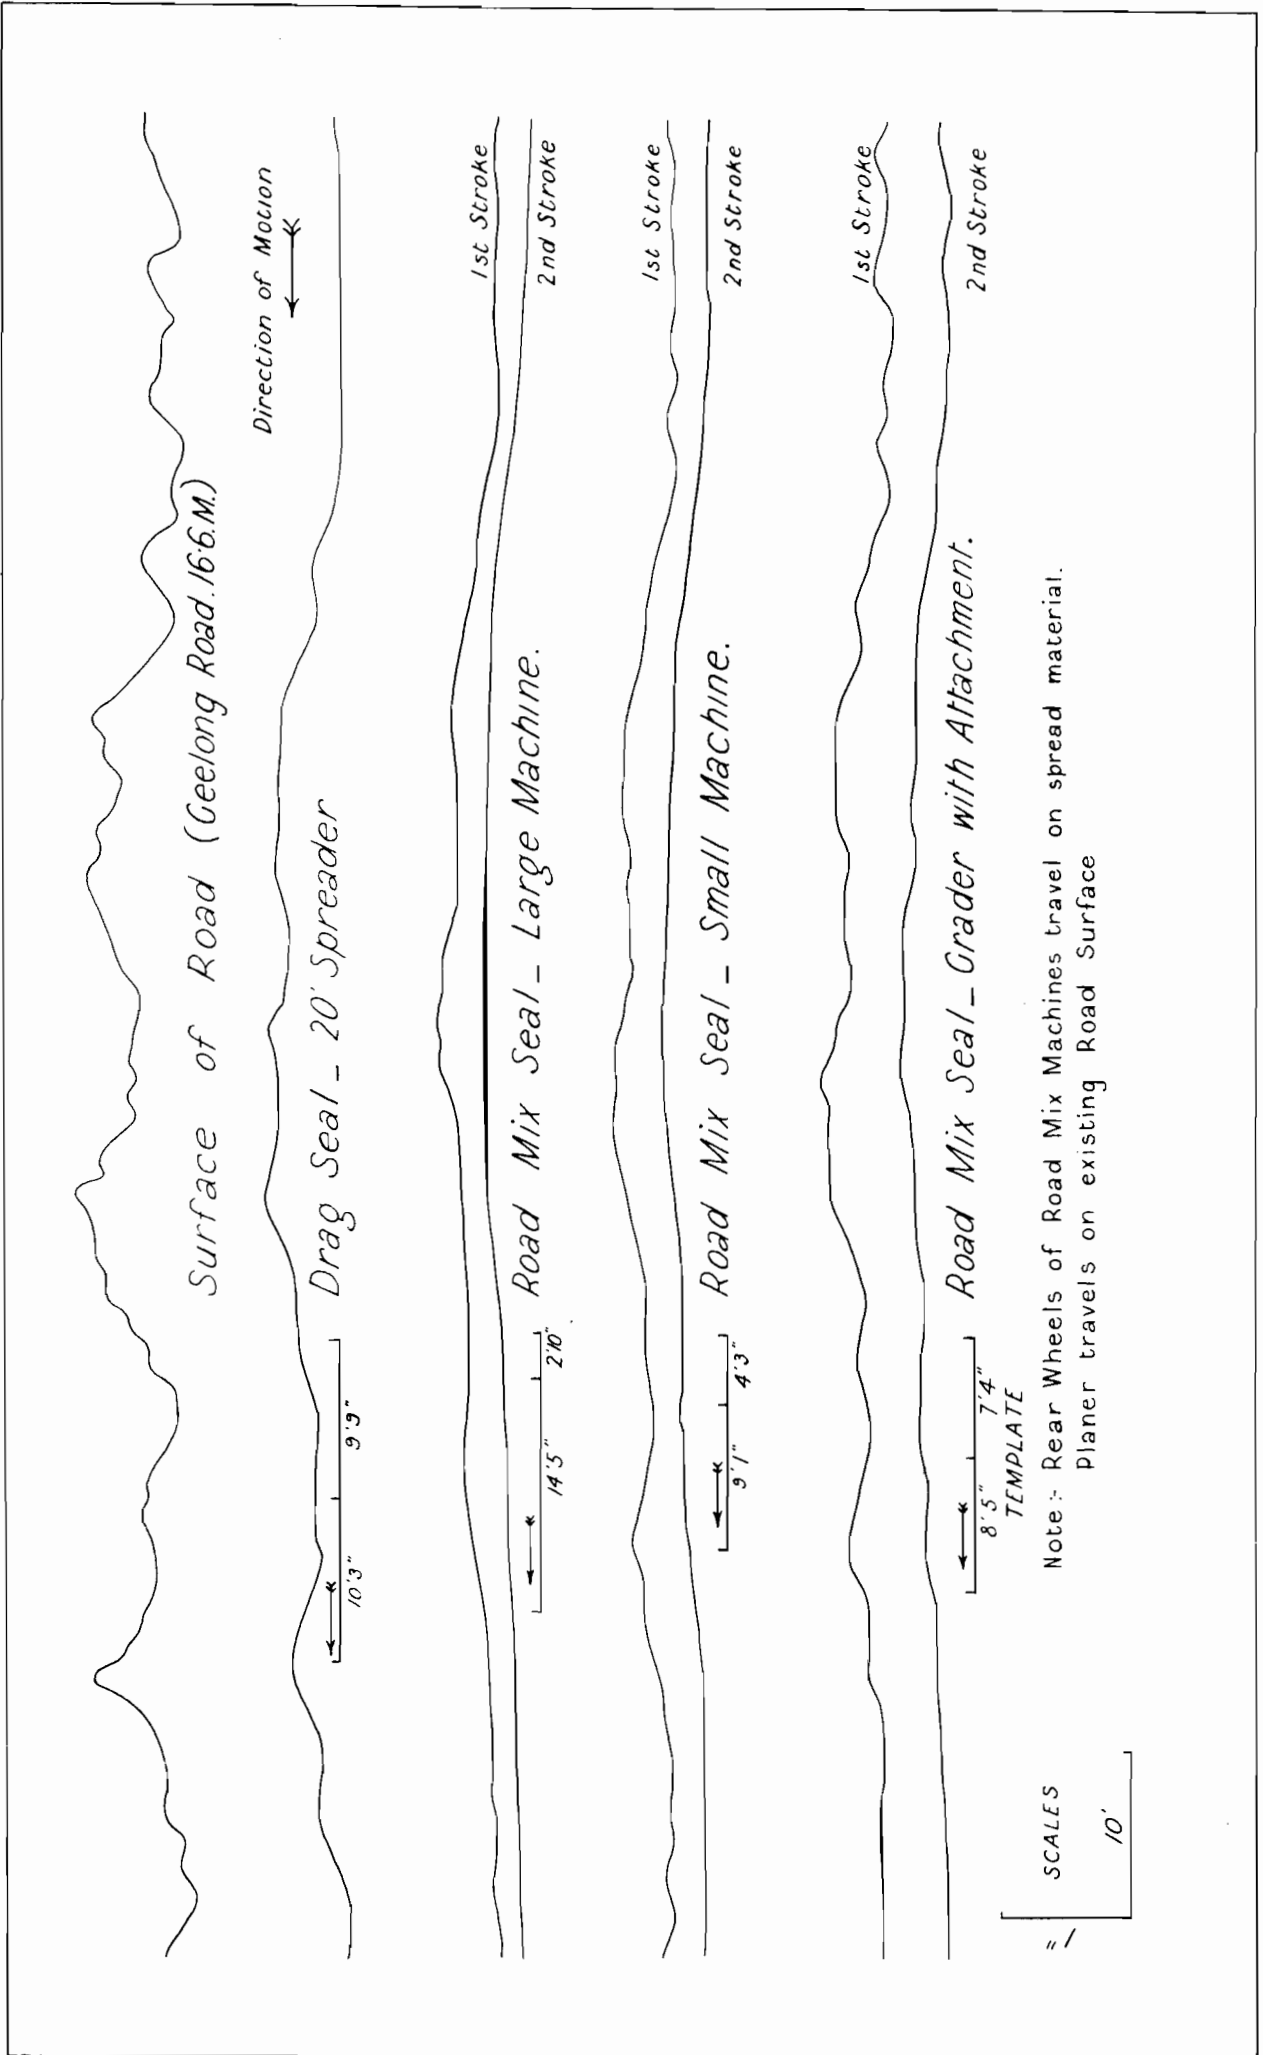 Surface of Road (Geelong Road. 16·6.M.)
Direction of Motion
Drag Seal - 20' Spreader
10'3" 9'9"
1st Stroke
2nd Stroke
Road Mix Seal - Large Machine.
14'5" 2'10"
1st Stroke
2nd Stroke
Road Mix Seal - Small Machine.
9'1" 4'3"
1st Stroke
2nd Stroke
Road Mix Seal - Grader with Attachment.
8'5" 7'4"
TEMPLATE
Note:- Rear Wheels of Road Mix Machines travel on spread material.
Planer travels on existing Road Surface
SCALES
1"
10'